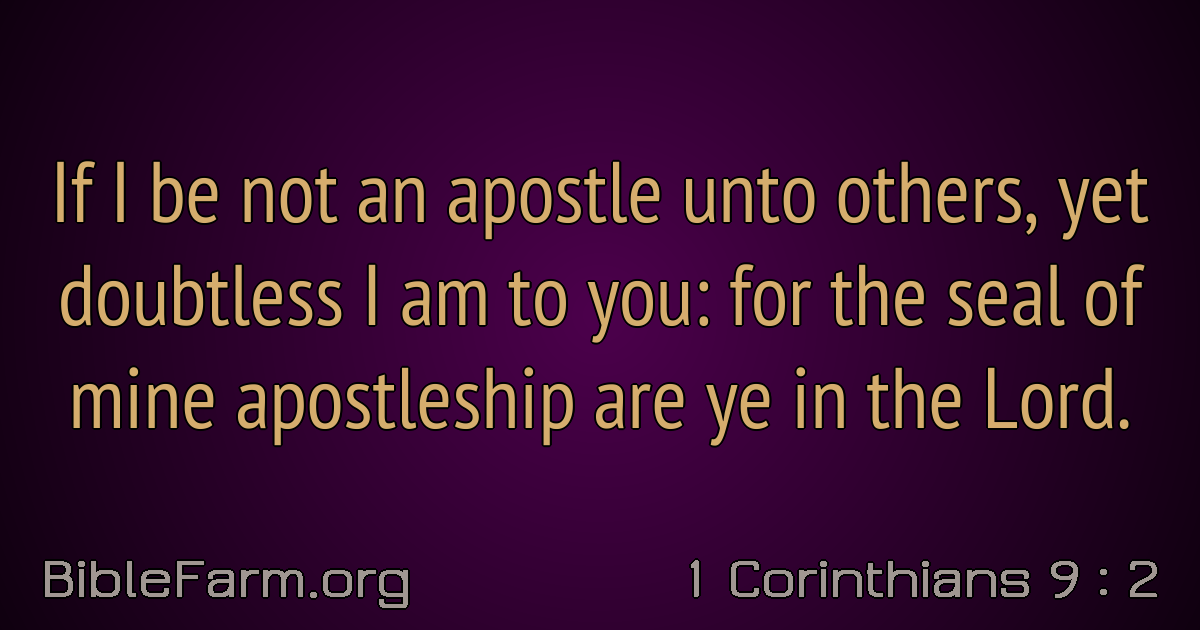 If I be not an apostle unto others, yet
doubtless I am to you: for the seal of
mine apostleship are ye in the Lord.
BibleFarm.org
1 Corinthians 9 : 2